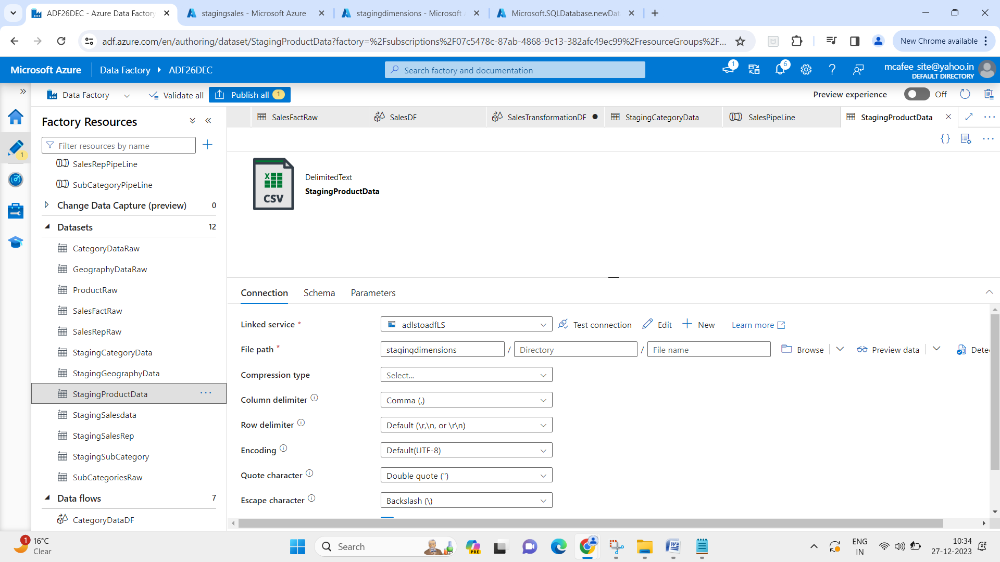 ADF26DEC - Azure Data Factory
stagingsales - Microsoft Azure
stagingdimensions - Microsoft
Microsoft.SQLDatabase.newDat
adf.azure.com/en/authoring/dataset/StagingProductData?factory=%2Fsubscriptions%2F07c5478c-87ab-4868-9c13-382afc49ec99%2FresourceGroups%2F...
New Chrome available
Microsoft Azure
Data Factory
ADF26DEC
Search factory and documentation
1
6
mcafee_site@yahoo.in
DEFAULT DIRECTORY
Data Factory
Validate all
Publish all 1
Preview experience
Off
1
Factory Resources
Filter resources by name
SalesRepPipeLine
SubCategoryPipeLine
Change Data Capture (preview) 0
Datasets 12
CategoryDataRaw
GeographyDataRaw
ProductRaw
SalesFactRaw
SalesRepRaw
StagingCategoryData
StagingGeographyData
StagingProductData
StagingSalesdata
StagingSalesRep
StagingSubCategory
SubCategoriesRaw
Data flows 7
CategoryDataDF
SalesFactRaw
SalesDF
SalesTransformationDF
StagingCategoryData
SalesPipeLine
StagingProductData
{}
X
CSV
DelimitedText
StagingProductData
Connection
Schema
Parameters
Linked service *
adlstoadfLS
Test connection
Edit
New
Learn more
File path *
stagingdimensions / Directory / File name
Browse
Preview data
Dete
Compression type
Select...
Column delimiter
Comma (,)
Row delimiter
Default (\r,\n, or \r\n)
Encoding
Default(UTF-8)
Quote character
Double quote (")
Escape character
Backslash (\)
1
16°C
Clear
Search
PRE
ENG
IN
10:34
27-12-2023